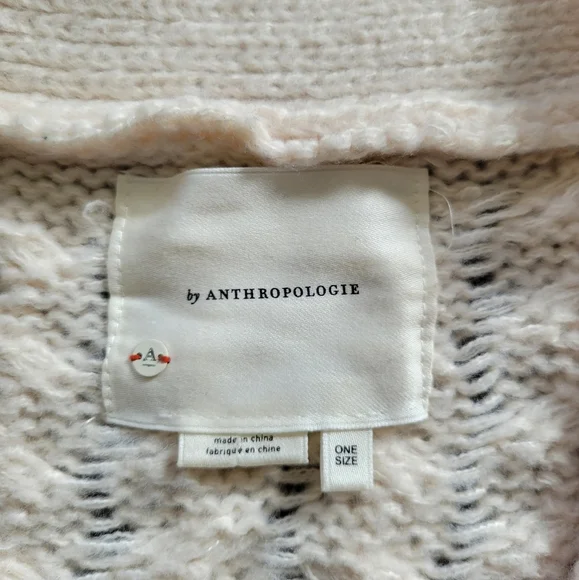 by ANTHROPOLOGIE
A
made in china
fabriqué en chine
ONE
SIZE